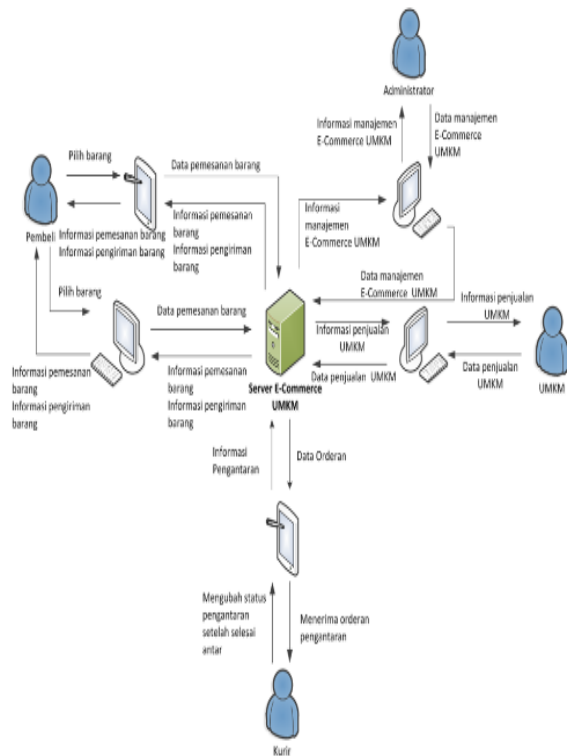 Administrator
Informasi manajemen
E-Commerce UMKM
Data manajemen
E-Commerce
UMKM
Pilih barang
Data pemesanan barang
Pembeli
Informasi pemesanan barang
Informasi pengiriman barang
Informasi pemesanan
barang
Informasi pengiriman
barang
Informasi
manajemen
E-Commerce UMKM
Data manajemen
E-Commerce UMKM
Pilih barang
Data pemesanan barang
Informasi penjualan
UMKM
Informasi penjualan
UMKM
Data penjualan UMKM
Data penjualan
UMKM
UMKM
Informasi pemesanan
barang
Informasi pengiriman
barang
Informasi pemesanan
barang
Informasi pengiriman
barang
Server E-Commerce
UMKM
Informasi
Pengantaran
Data Orderan
Mengubah status
pengantaran
setelah selesai
antar
Menerima orderan
pengantaran
Kurir